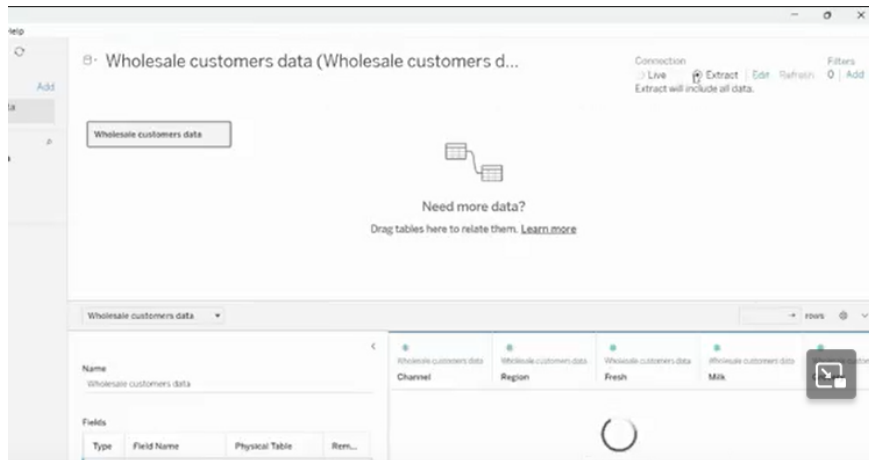 Help
Wholesale customers data (Wholesale customers d...
Connection
Live Extract Edit Refresh
Extract will include all data.
Filters
0 Add
Add
Wholesale customers data
Need more data?
Drag tables here to relate them. Learn more
Wholesale customers data
rows
Name
Wholesale customers data
Fields
Type Field Name Physical Table Rem...
Wholesale customers data
Channel
Wholesale customers data
Region
Wholesale customers data
Fresh
Wholesale customers data
Milk